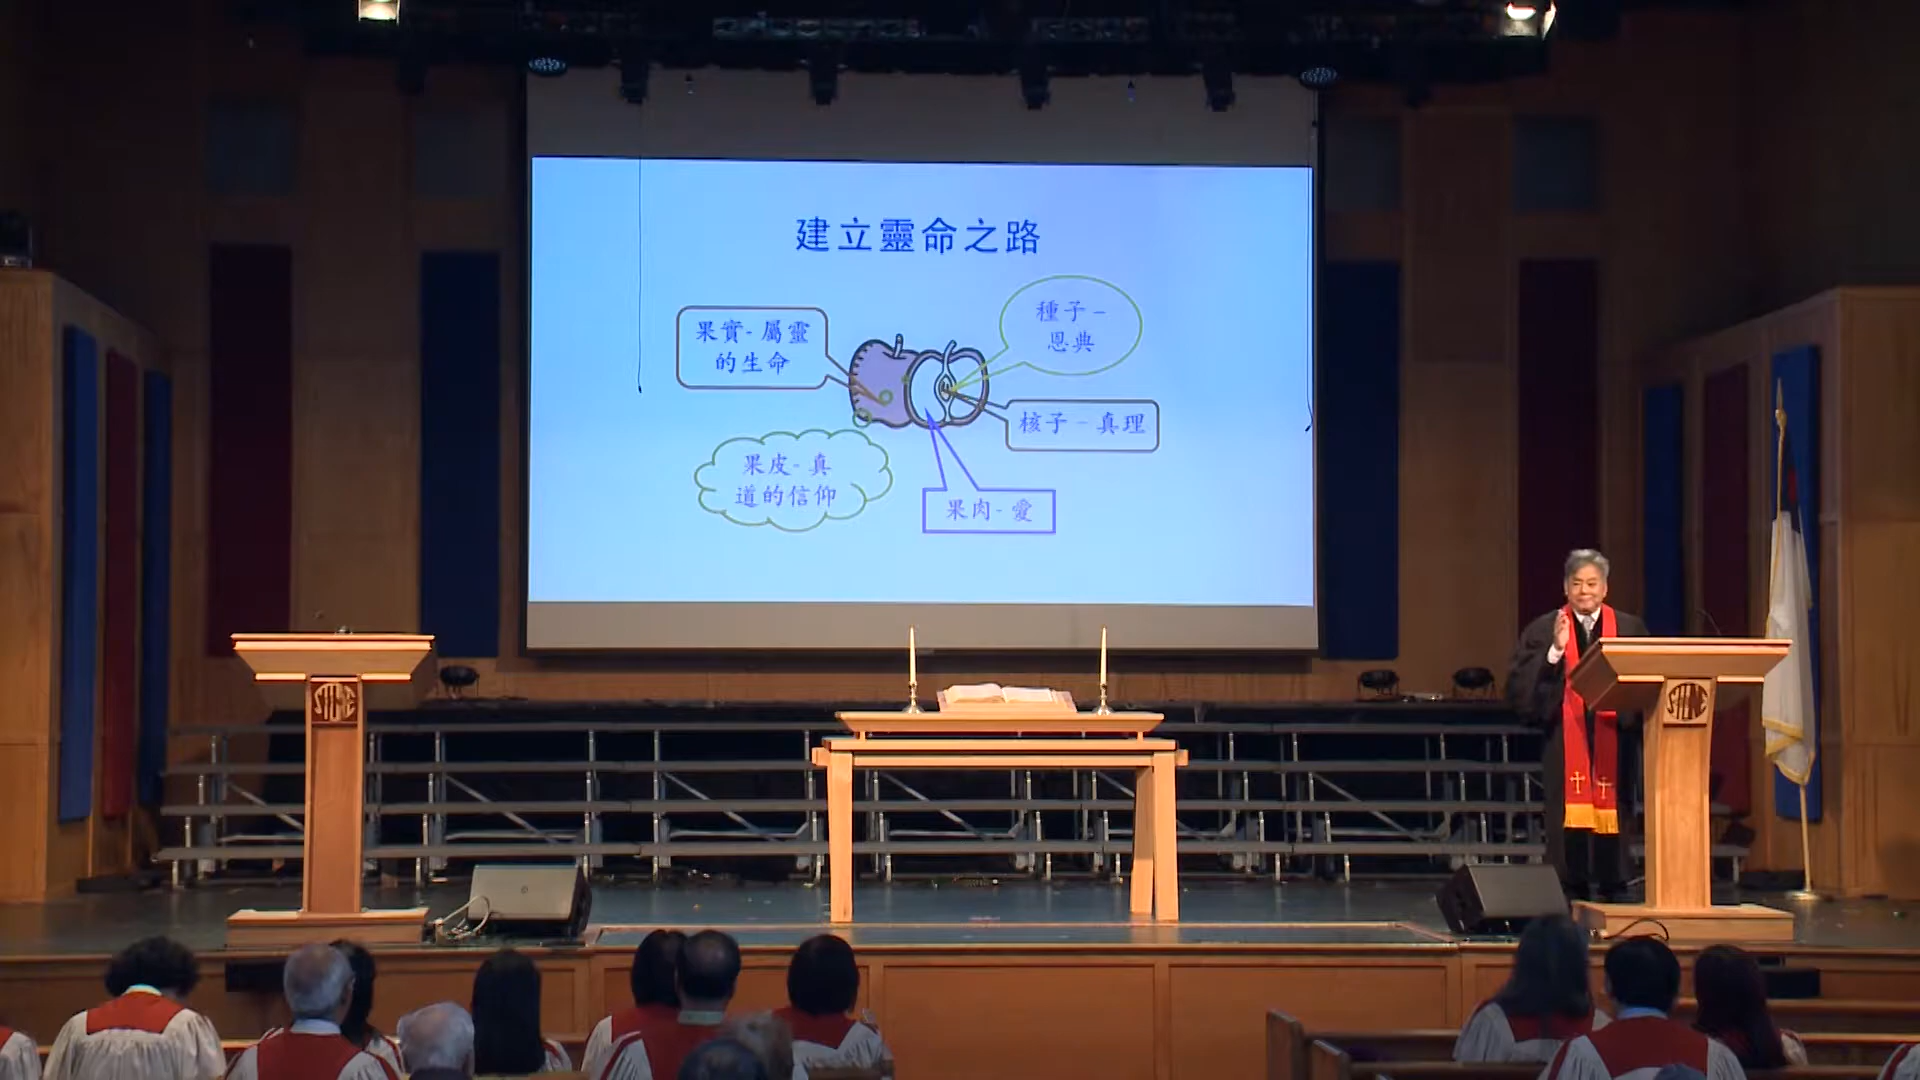 建立靈命之路
果實- 屬靈
的生命
種子 –
恩典
核子 – 真理
果皮- 真
道的信仰
果肉- 愛